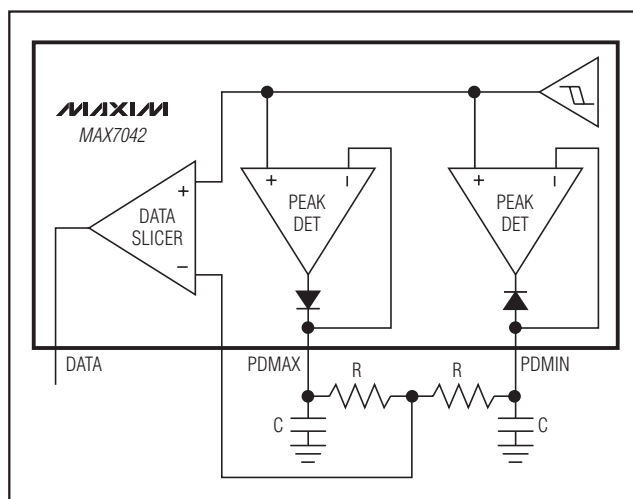 MAXIM
MAX7042
+
–
DATA
SLICER
+
–
PEAK
DET
+
–
PEAK
DET
DATA
PDMAX
R
R
PDMIN
C
C